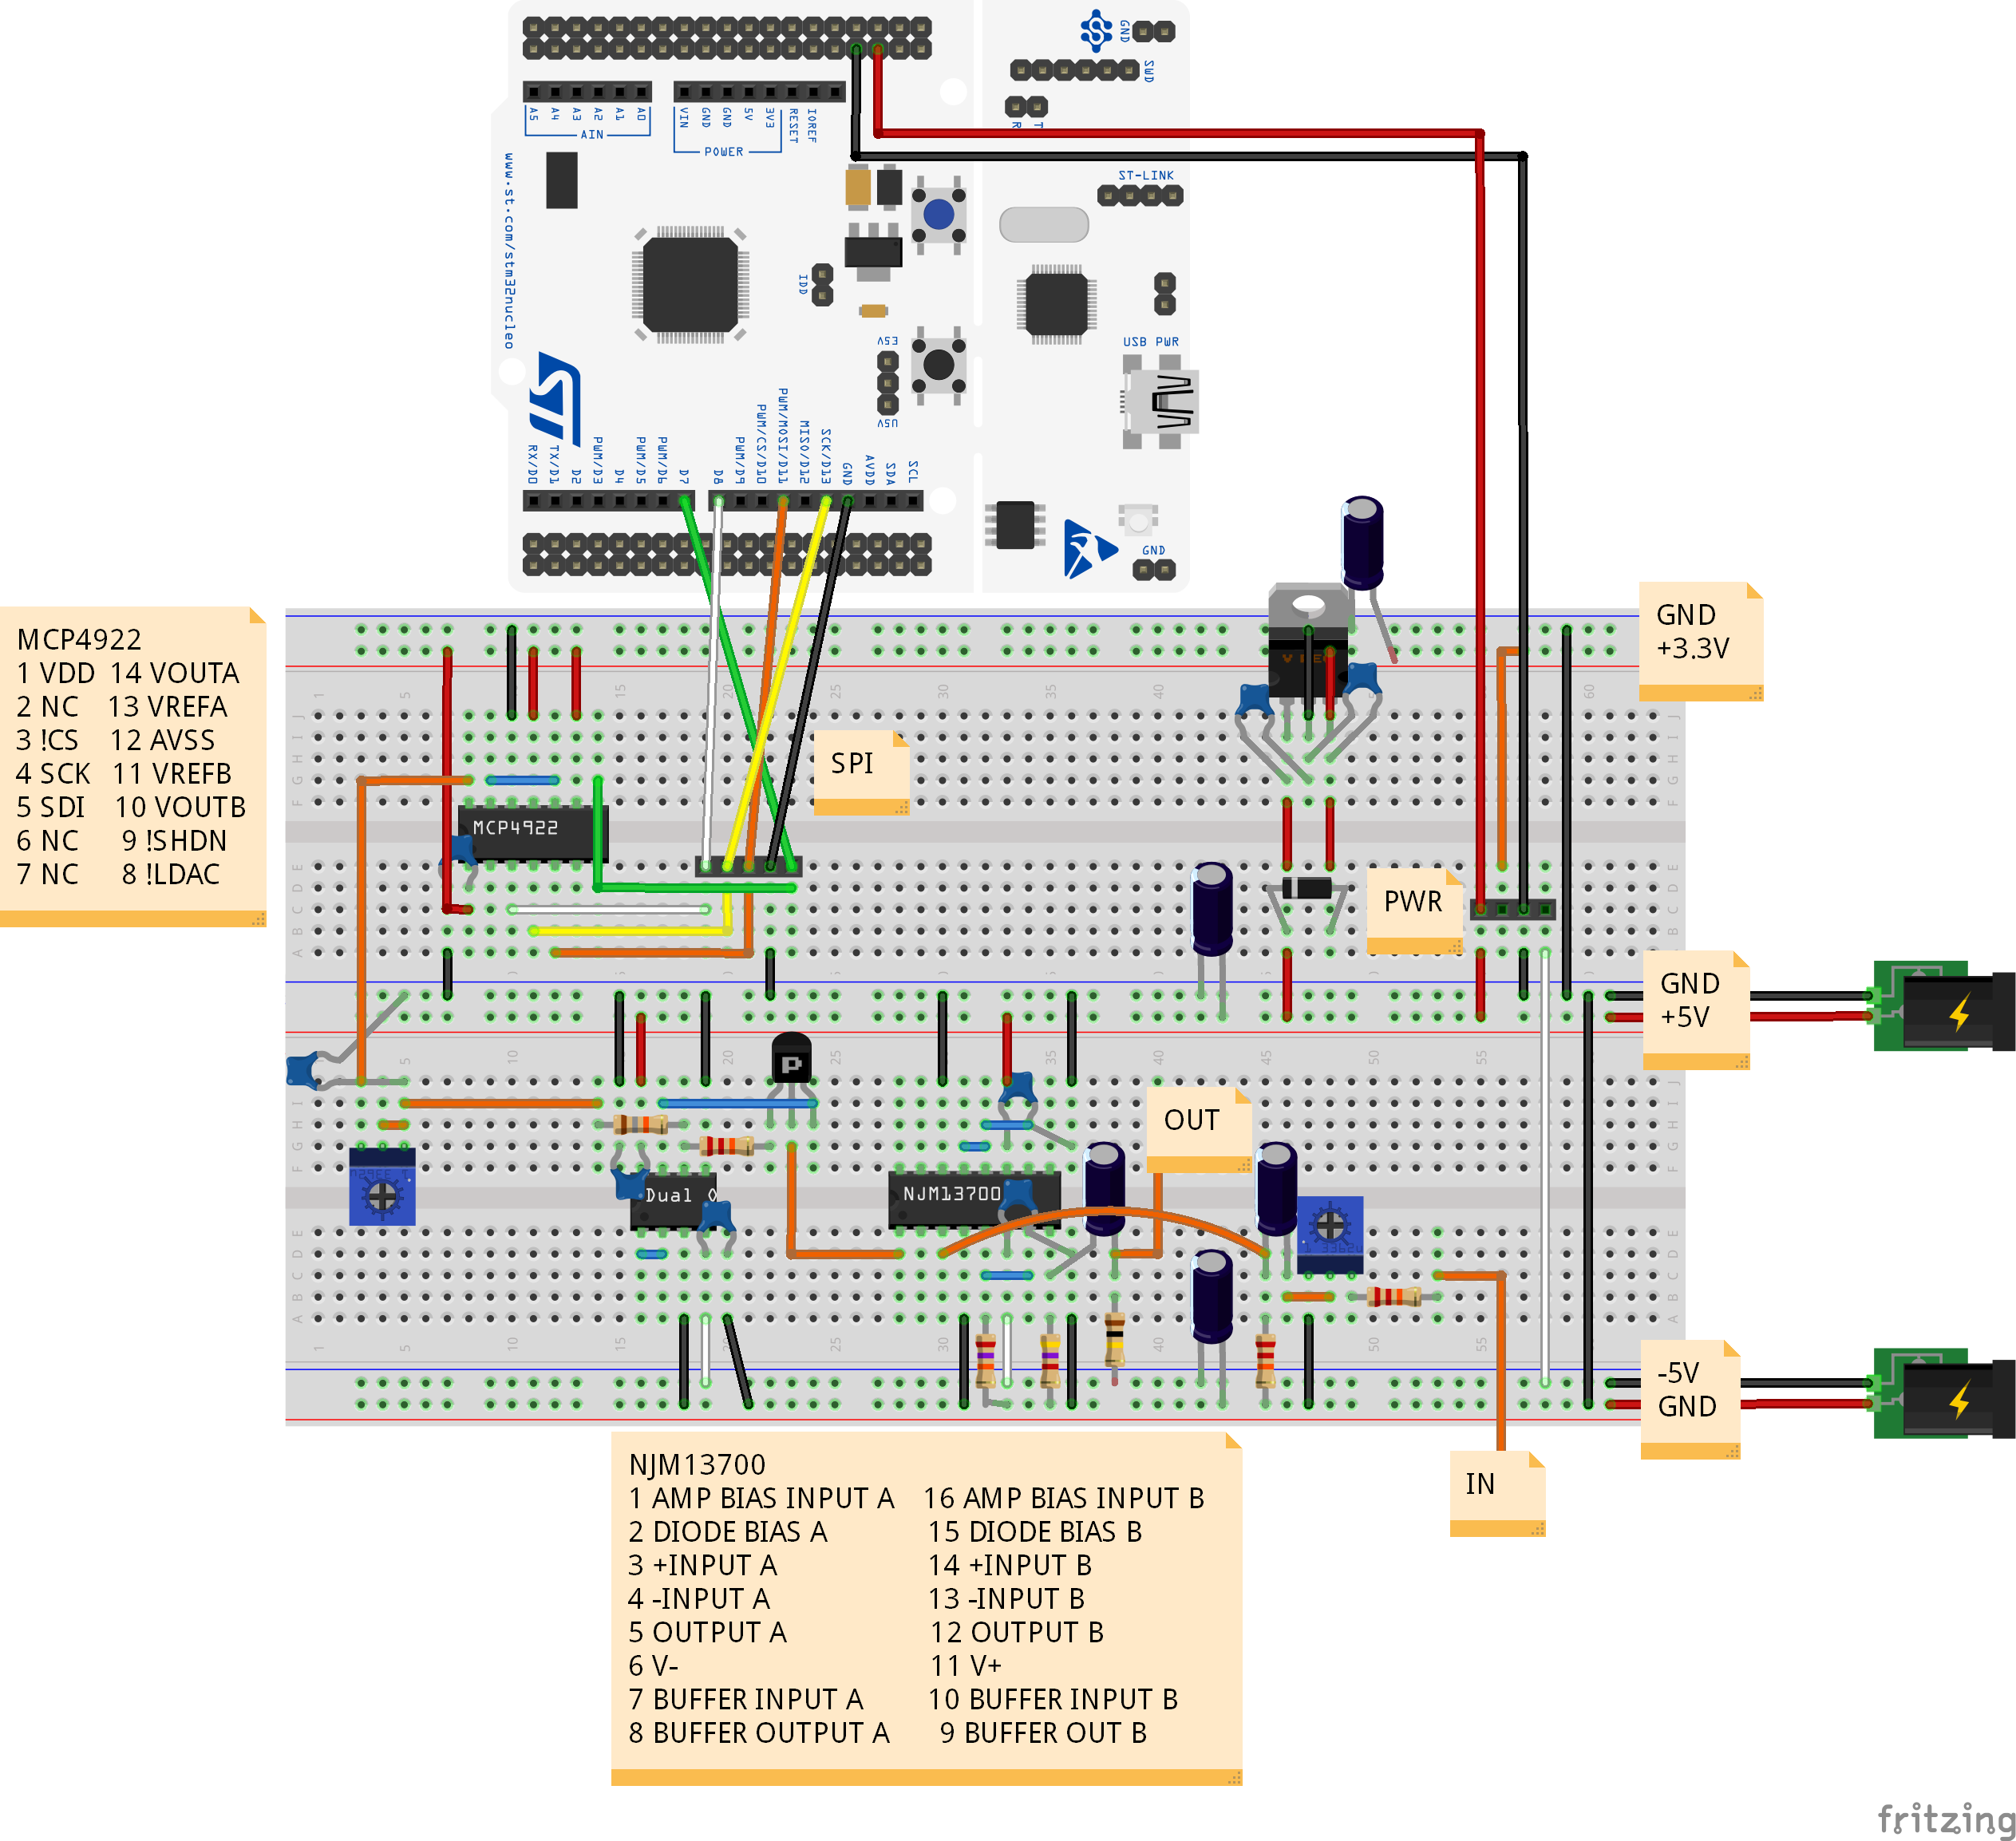 GND
SWD
A5 A4 A3 A2 A1 A0
AIN
VIN GND GND 5V 3V3 RESET IOREF
POWER
www.st.com/stm32nucleo
ST-LINK
IDD
E5V
U5V
USB PWR
RX/D0 TX/D1 D2 PWM/D3 D4 PWM/D5 PWM/D6 D7 D8 PWM/D9 PWM/CS/D10 PWM/MOSI/D11 MISO/D12 SCK/D13 GND AVDD SDA SCL
GND
MCP4922
1 VDD 14 VOUTA
2 NC 13 VREFA
3 !CS 12 AVSS
4 SCK 11 VREFB
5 SDI 10 VOUTB
6 NC 9 !SHDN
7 NC 8 !LDAC
GND
+3.3V
SPI
MCP4922
PWR
GND
+5V
OUT
P
Dual O
NJM13700
-5V
GND
IN
NJM13700
1 AMP BIAS INPUT A 16 AMP BIAS INPUT B
2 DIODE BIAS A 15 DIODE BIAS B
3 +INPUT A 14 +INPUT B
4 -INPUT A 13 -INPUT B
5 OUTPUT A 12 OUTPUT B
6 V- 11 V+
7 BUFFER INPUT A 10 BUFFER INPUT B
8 BUFFER OUTPUT A 9 BUFFER OUT B
fritzing